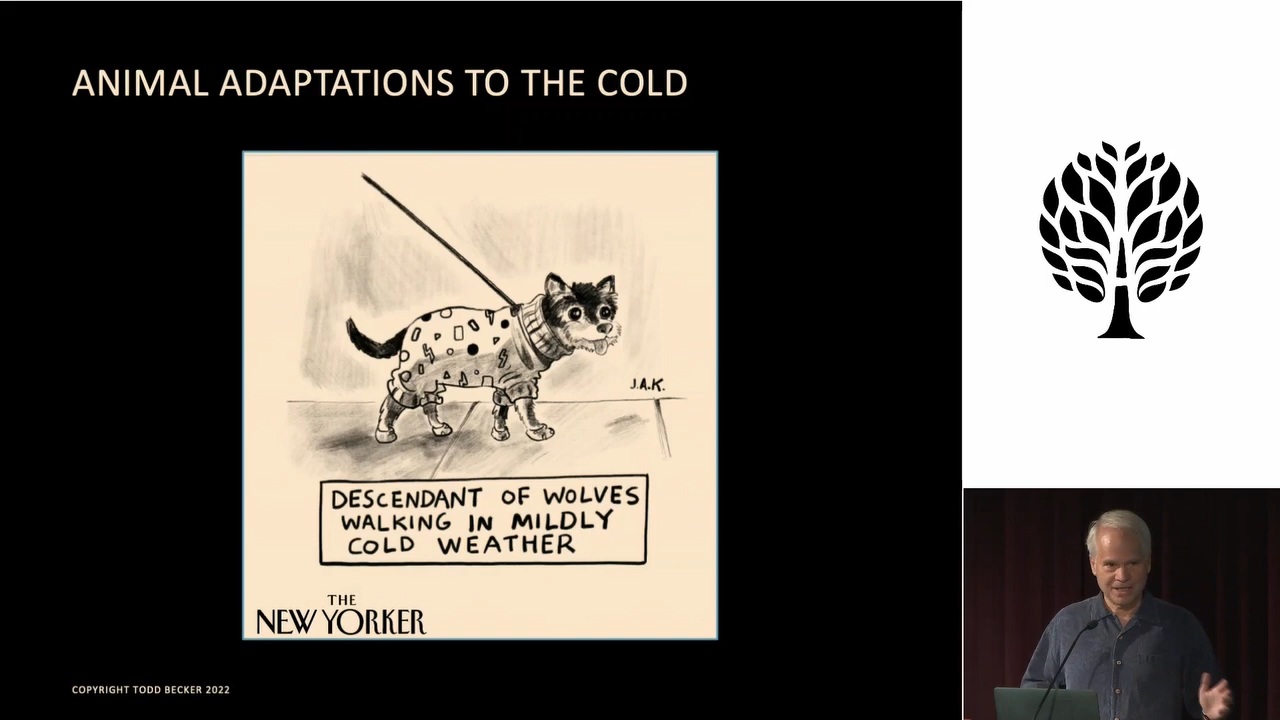 ANIMAL ADAPTATIONS TO THE COLD
J.A.K.
DESCENDANT OF WOLVES
WALKING IN MILDLY
COLD WEATHER
THE
NEW YORKER
COPYRIGHT TODD BECKER 2022